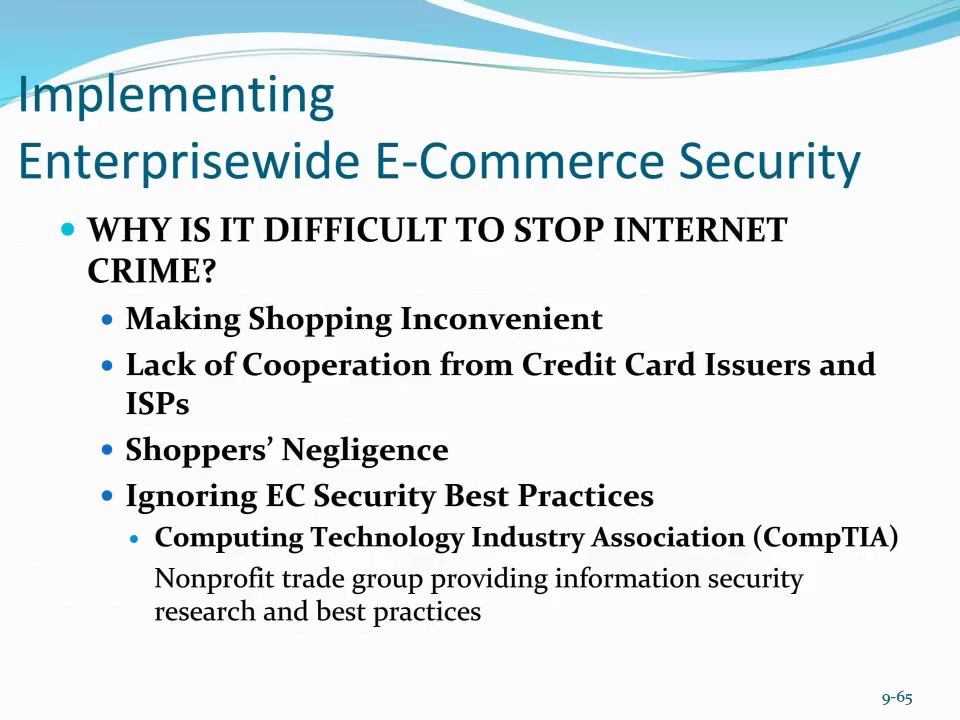 Implementing
Enterprisewide E-Commerce Security
WHY IS IT DIFFICULT TO STOP INTERNET
CRIME?
Making Shopping Inconvenient
Lack of Cooperation from Credit Card Issuers and
ISPs
Shoppers’ Negligence
Ignoring EC Security Best Practices
Computing Technology Industry Association (CompTIA)
Nonprofit trade group providing information security
research and best practices
9-65